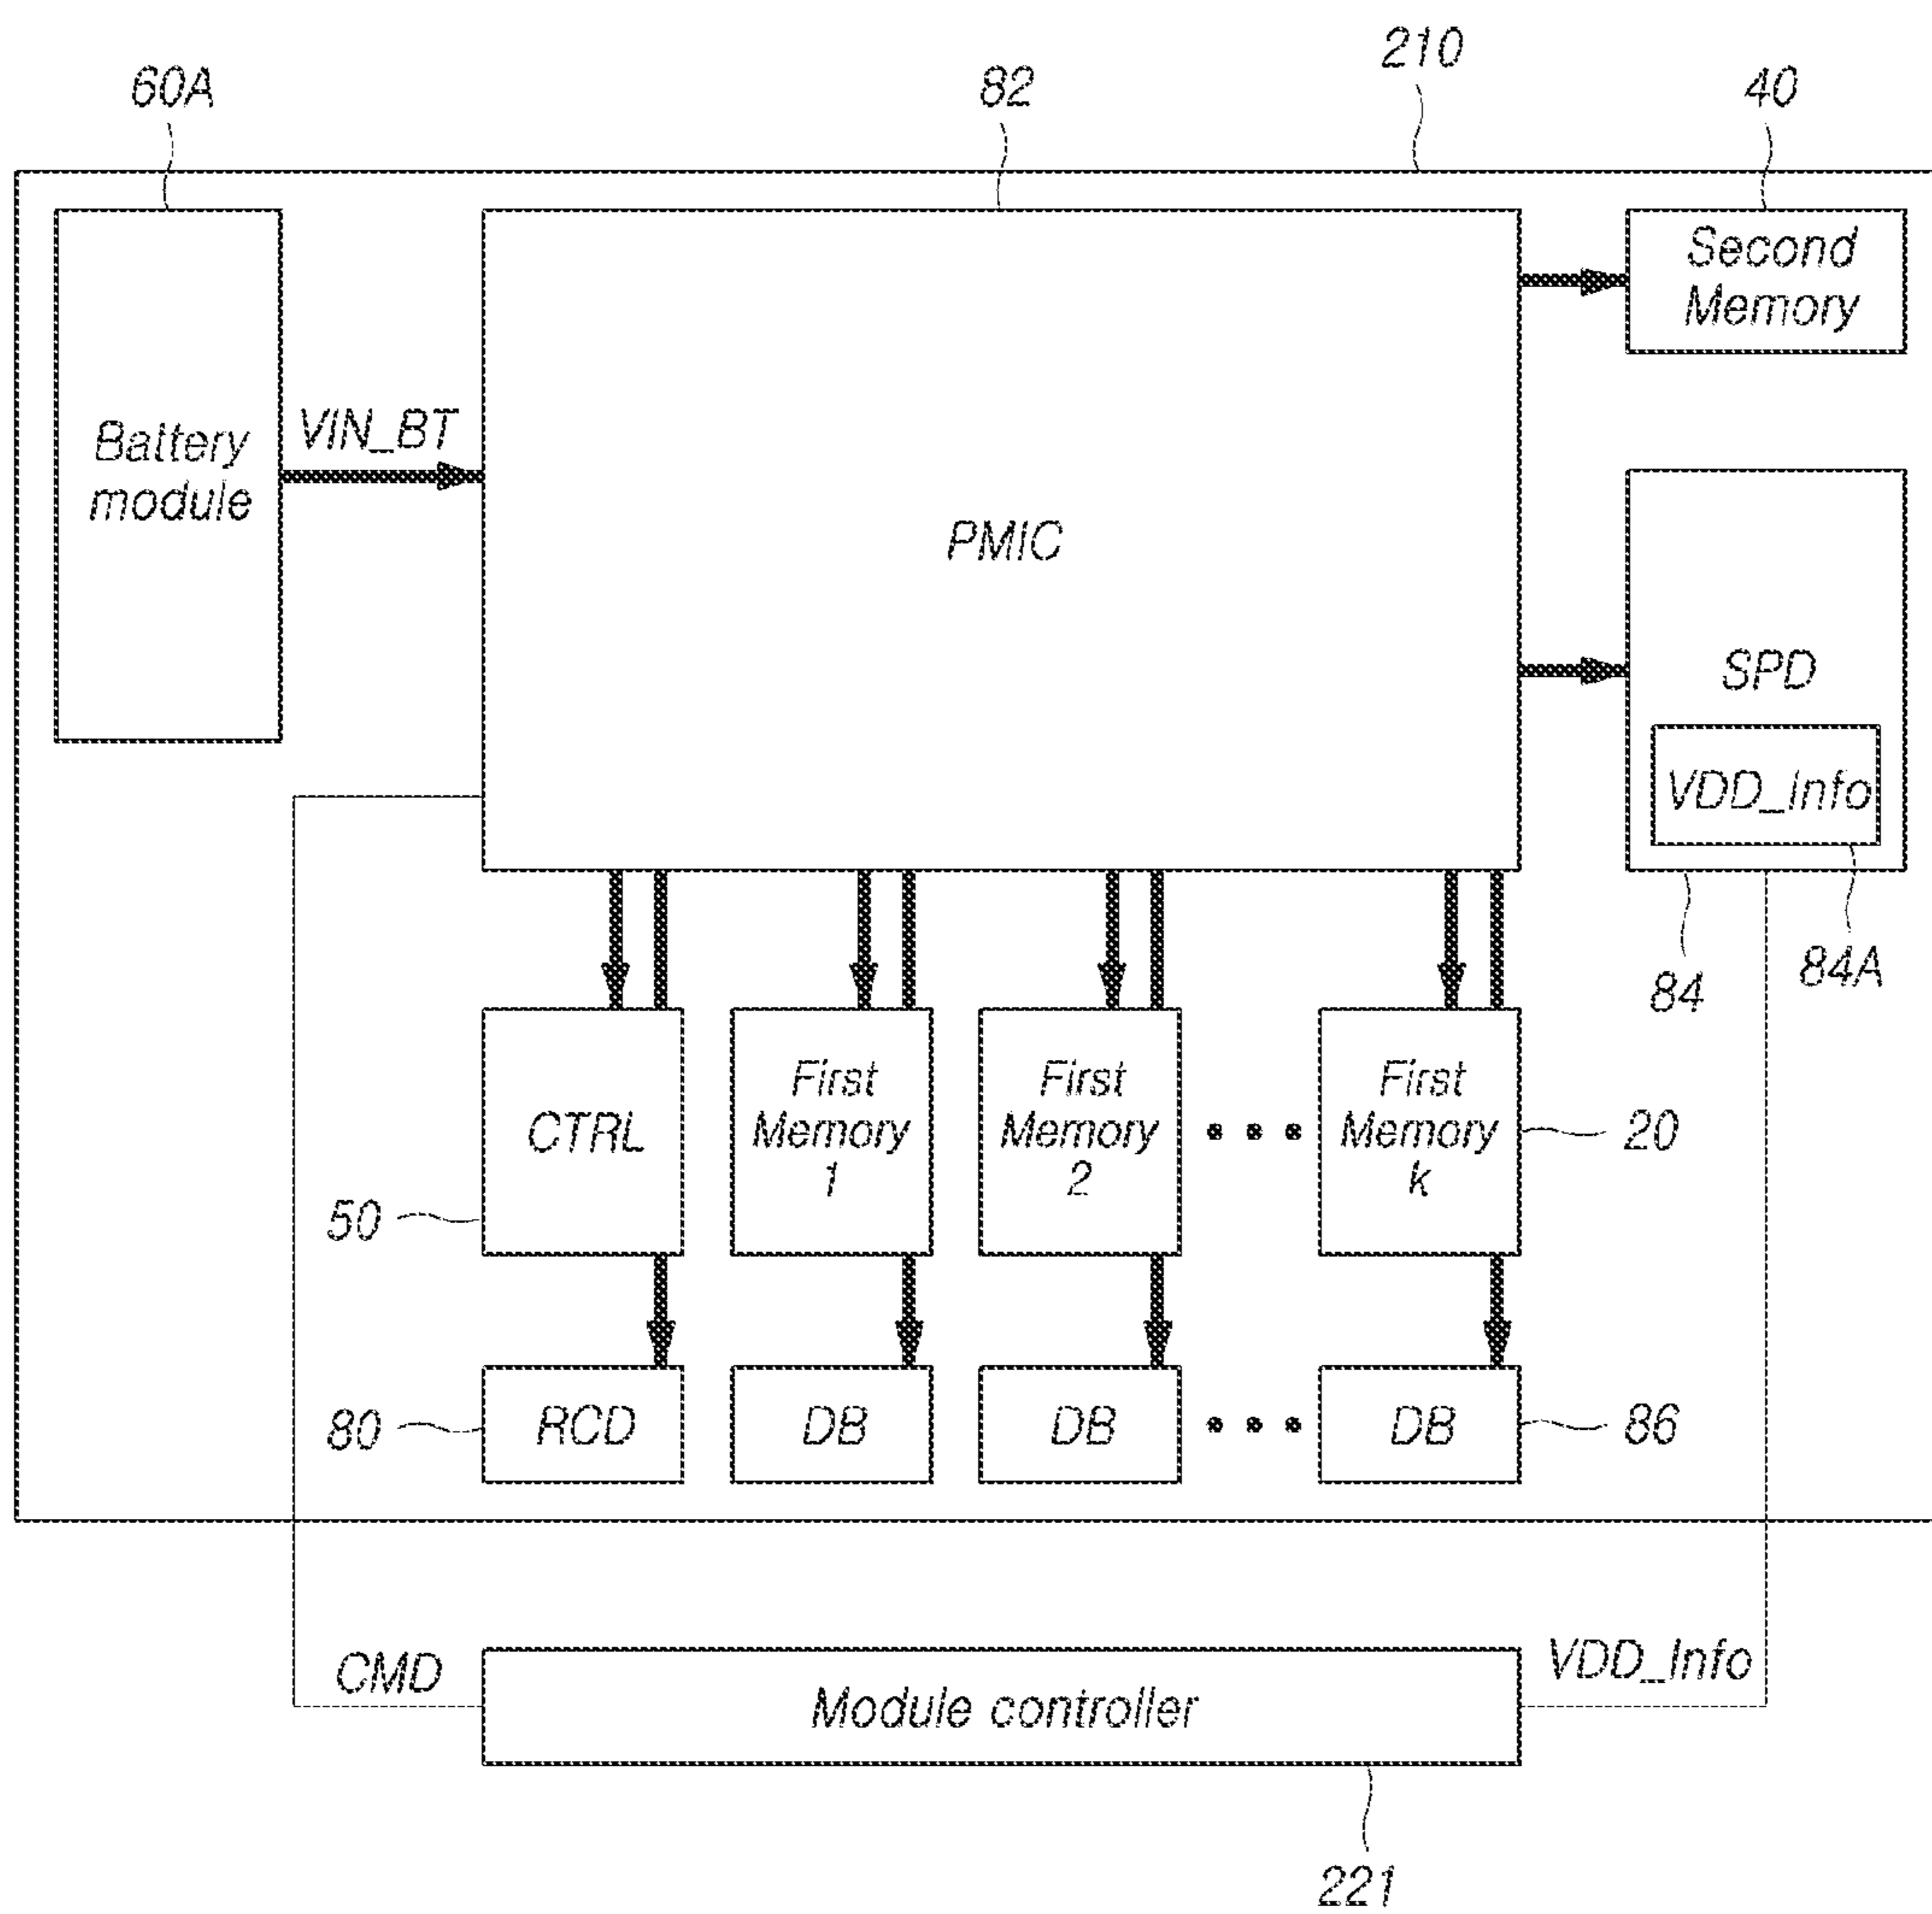 210
60A
82
40
Second
Memory
Battery
module
VIN_BT
PMIC
SPD
VDD_Info
84
84A
CTRL
First
Memory
1
First
Memory
2
First
Memory
k
20
50
80
RCD
DB
DB
DB
86
CMD
Module controller
VDD_Info
221